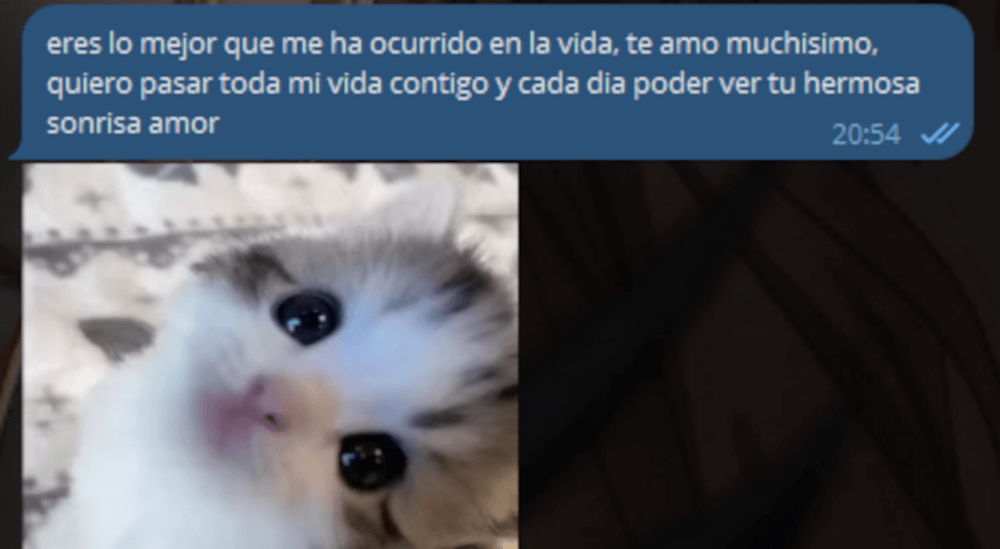 eres lo mejor que me ha ocurrido en la vida, te amo muchisimo,
quiero pasar toda mi vida contigo y cada dia poder ver tu hermosa
sonrisa amor
20:54